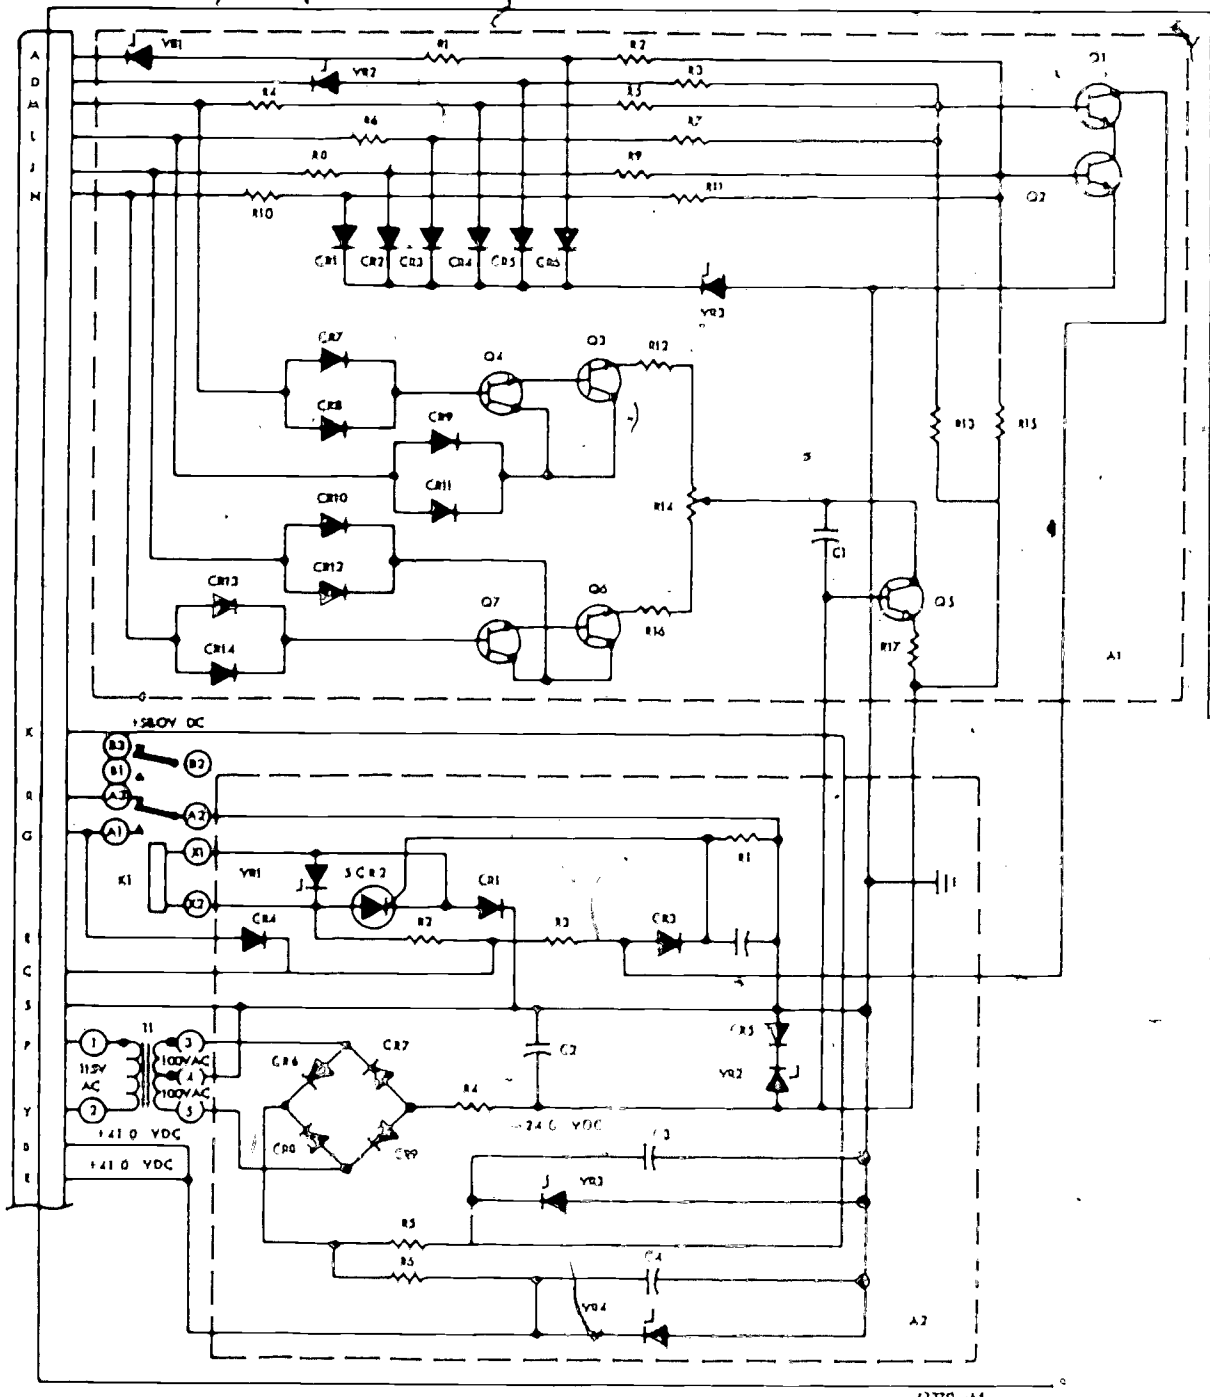 VR1
R1
R2
Q1
A
D
VR2
R3
M
R4
R5
L
R6
R7
J
R8
R9
N
R10
R11
Q2
CR1
CR2
CR3
CR4
CR5
CR6
VR3
CR7
Q4
Q3
R12
CR8
CR9
R13
R15
CR11
CR10
R14
C1
CR12
CR13
Q7
Q6
Q5
R16
CR14
R17
A1
K
+58.0V DC
B3
B2
B1
R
A3
A2
G
A1
X1
R1
VR1
SCR2
CR1
K1
X2
CR4
R2
R3
CR3
C
S
P
1
T1
3
100VAC
CR6
CR7
C2
CR5
115V
4
AC
100VAC
VR2
Y
2
5
R4
+41.0 VDC
-24.0 VDC
CR8
CR9
C3
+41.0 VDC
E
VR3
R5
R5
C4
VR4
A2